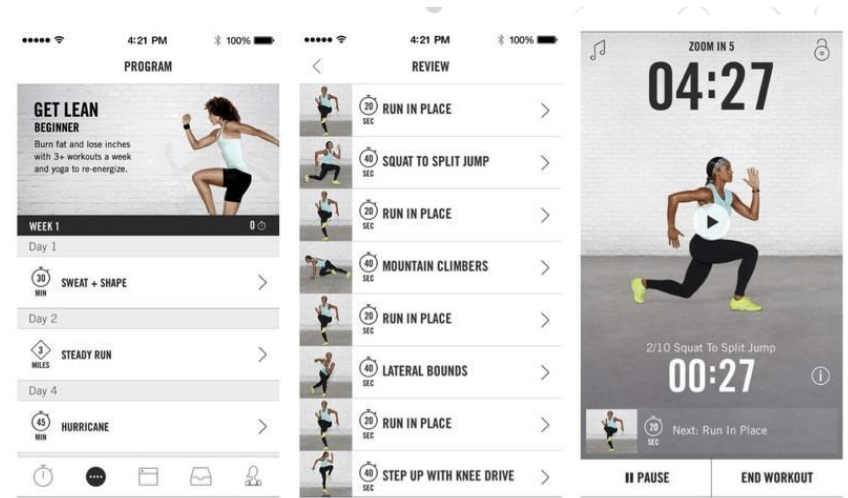 4:21 PM
100%
PROGRAM
GET LEAN
BEGINNER
Burn fat and lose inches
with 3+ workouts a week
and yoga to re-energize.
WEEK 1
0
Day 1
30
MIN
SWEAT + SHAPE
Day 2
3
MILES
STEADY RUN
Day 4
45
MIN
HURRICANE
4:21 PM
100%
REVIEW
20
SEC
RUN IN PLACE
40
SEC
SQUAT TO SPLIT JUMP
20
SEC
RUN IN PLACE
40
SEC
MOUNTAIN CLIMBERS
20
SEC
RUN IN PLACE
40
SEC
LATERAL BOUNDS
20
SEC
RUN IN PLACE
40
SEC
STEP UP WITH KNEE DRIVE
ZOOM IN 5
04:27
2/10 Squat To Split Jump
00:27
20
SEC
Next: Run In Place
PAUSE
END WORKOUT